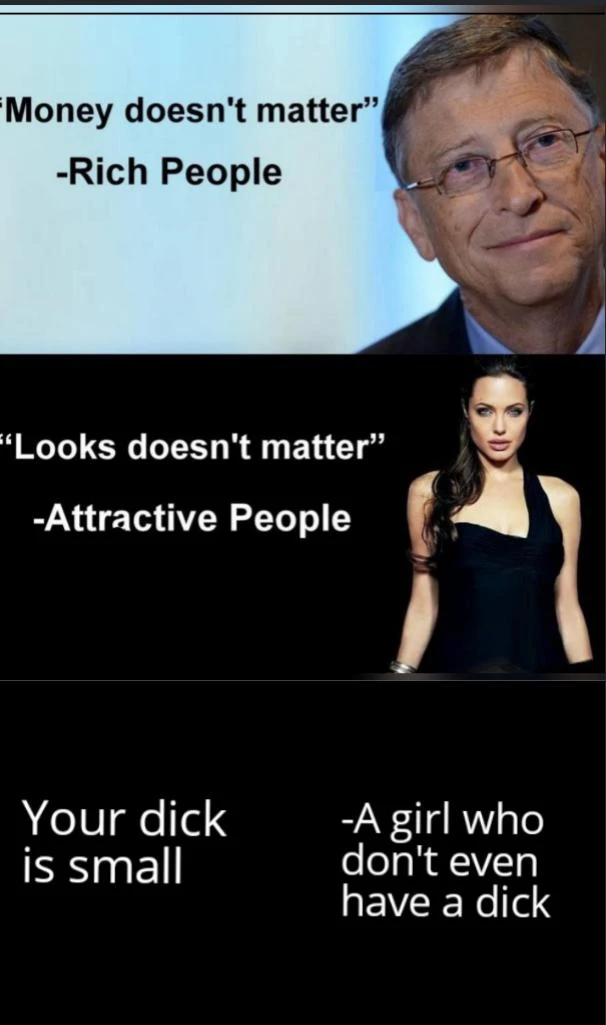 “Money doesn't matter”
-Rich People
“Looks doesn't matter”
-Attractive People
Your dick
is small
-A girl who
don't even
have a dick